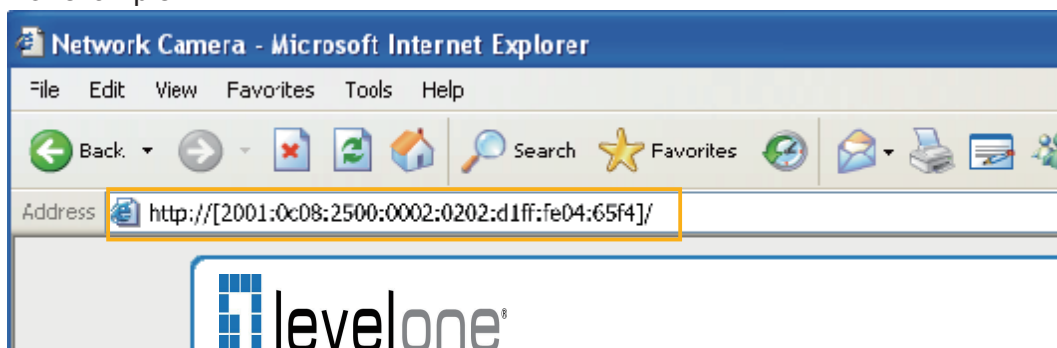 Network Camera - Microsoft Internet Explorer
File Edit View Favorites Tools Help
Back Search Favorites
Address http://[2001:0c08:2500:0002:0202:d1ff:fe04:65f4]/
levelone®